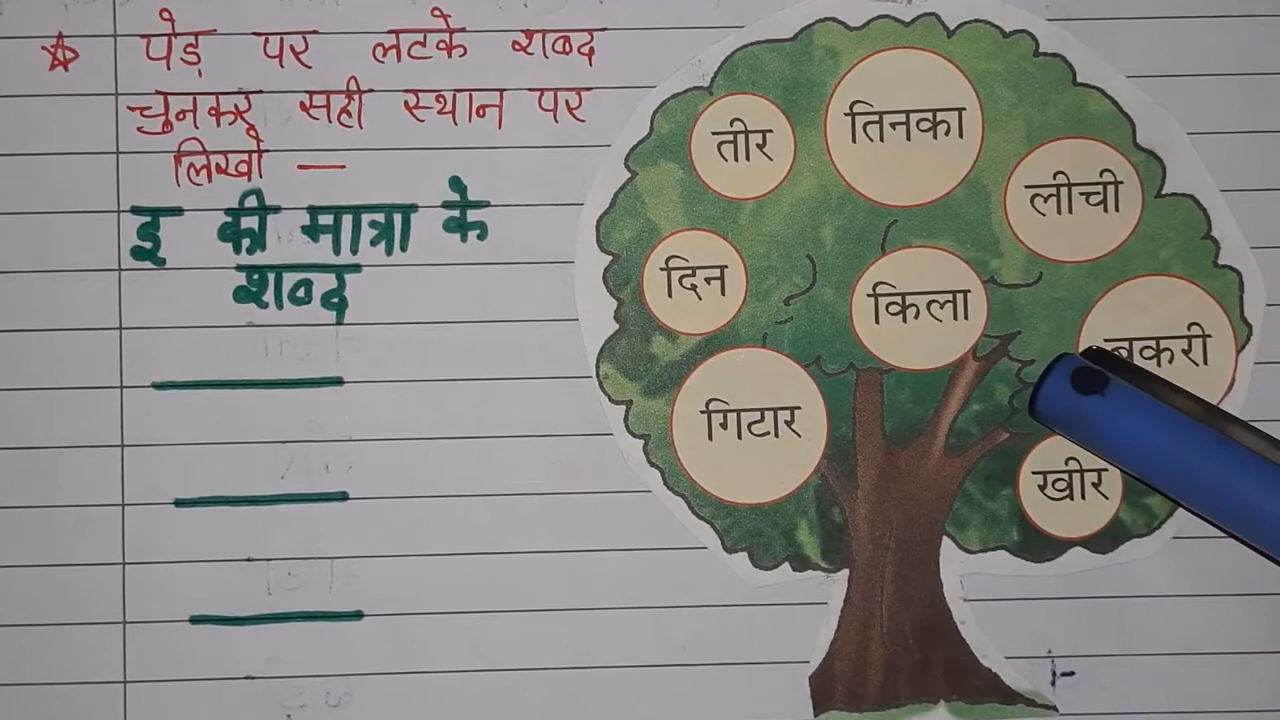 पेड़ पर लटके शब्द
चुनकर सही स्थान पर
लिखो —
इ की मात्रा के
शब्द
तीर
तिनका
लीची
दिन
किला
बकरी
गिटार
खीर